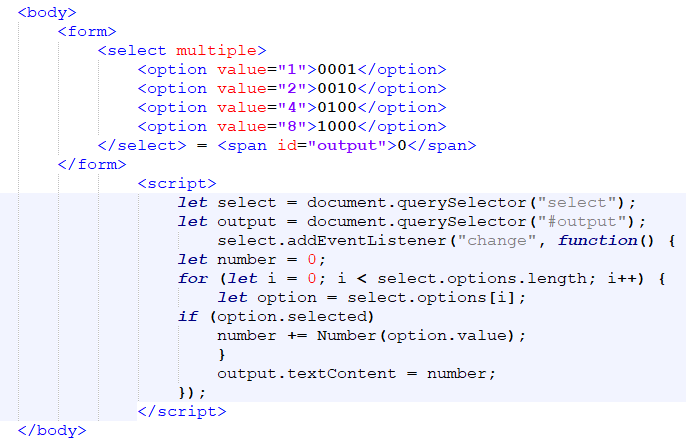 <body>
<form>
<select multiple>
<option value="1">0001</option>
<option value="2">0010</option>
<option value="4">0100</option>
<option value="8">1000</option>
</select> = <span id="output">0</span>
</form>
<script>
let select = document.querySelector("select");
let output = document.querySelector("#output");
select.addEventListener("change", function() {
let number = 0;
for (let i = 0; i < select.options.length; i++) {
let option = select.options[i];
if (option.selected)
number += Number(option.value);
}
output.textContent = number;
});
</script>
</body>